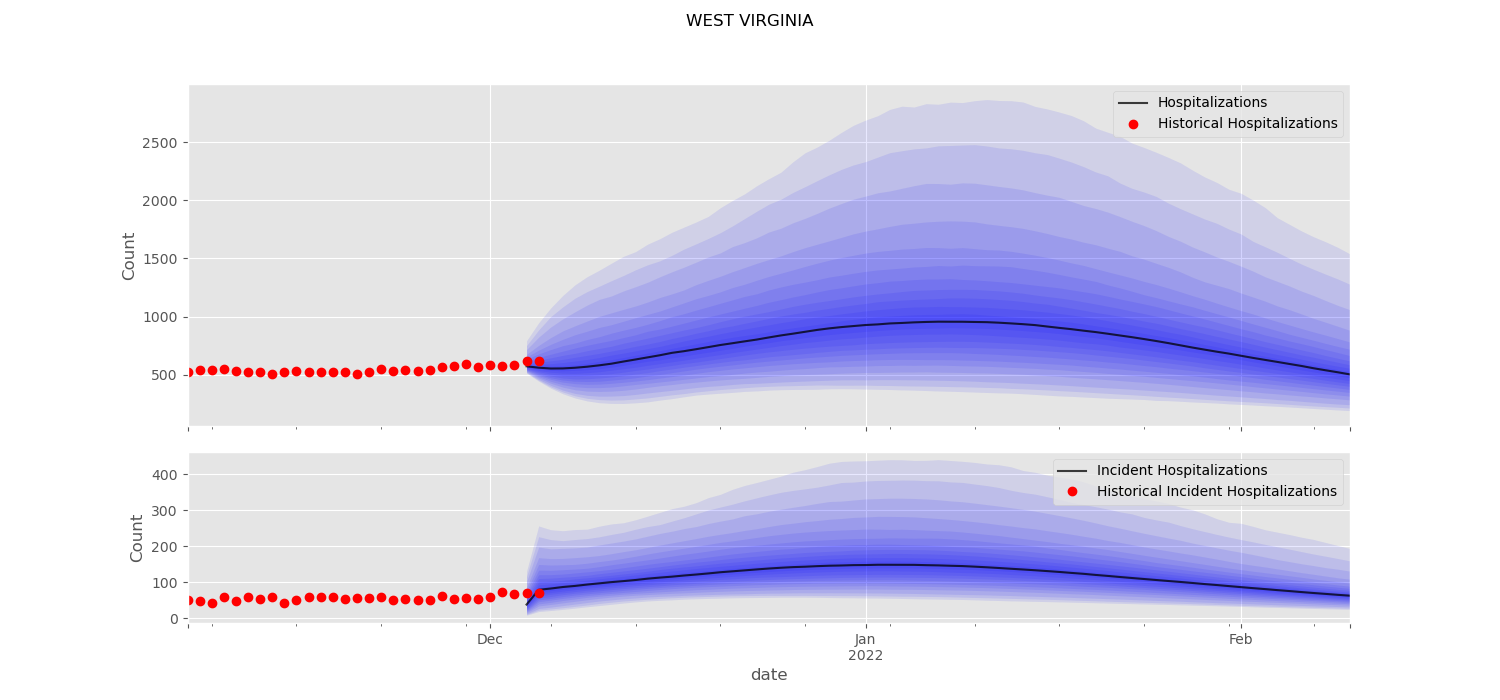 WEST VIRGINIA
Hospitalizations
Historical Hospitalizations
2500
2000
1500
1000
500
Count
Incident Hospitalizations
Historical Incident Hospitalizations
400
300
200
100
0
Count
Dec
Jan
2022
Feb
date